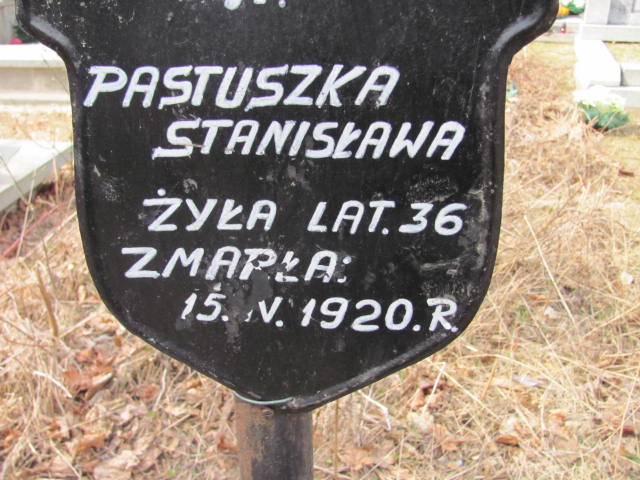 PASTUSZKA
STANISŁAWA
ŻYŁA LAT. 36
ZMARŁA:
15. 1920. R.